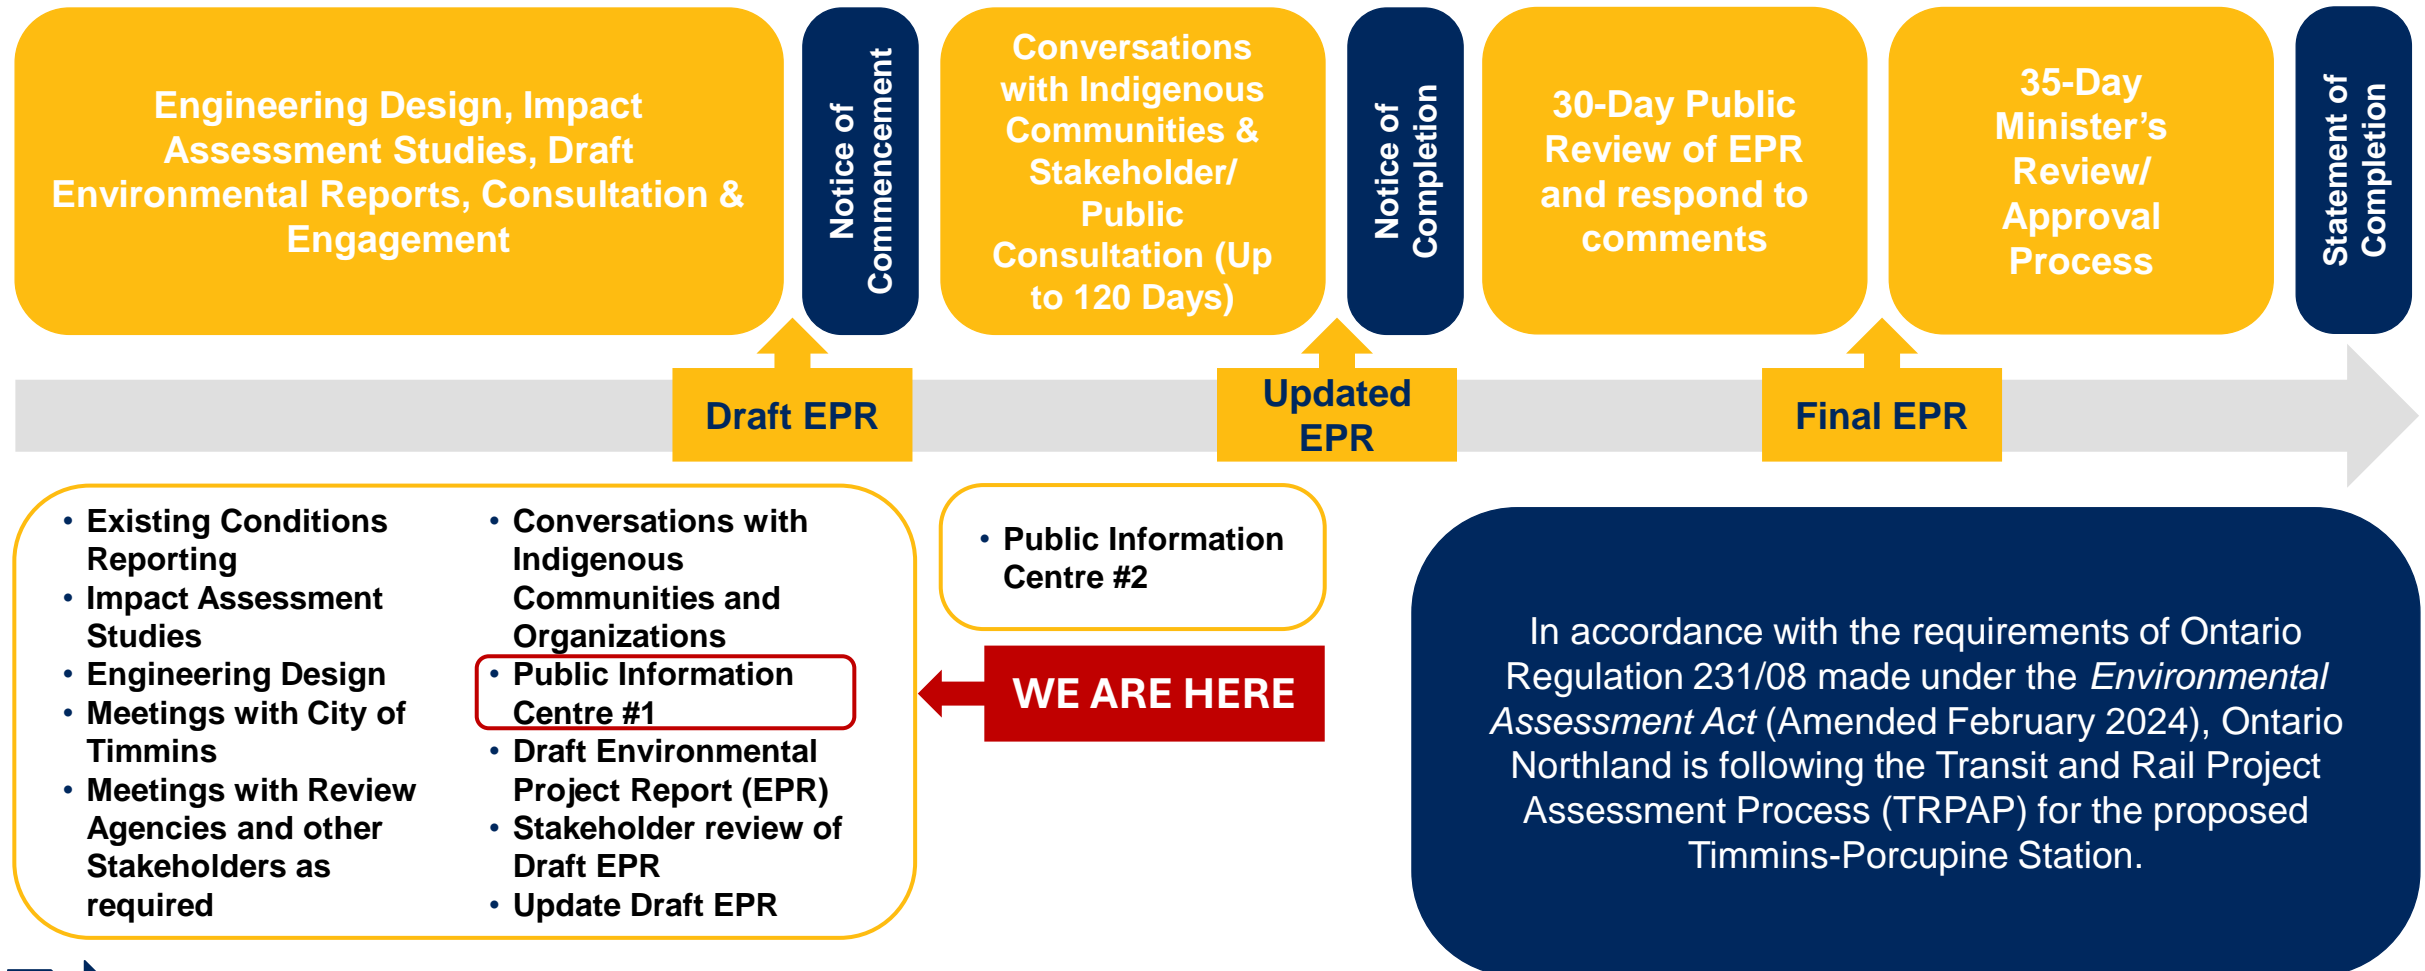 Engineering Design, Impact
Assessment Studies, Draft
Environmental Reports, Consultation &
Engagement
Notice of
Commencement
Conversations
with Indigenous
Communities &
Stakeholder/
Public
Consultation (Up
to 120 Days)
Notice of
Completion
30-Day Public
Review of EPR
and respond to
comments
35-Day
Minister’s
Review/
Approval
Process
Statement of
Completion
Draft EPR
Updated
EPR
Final EPR
• Existing Conditions
Reporting
• Impact Assessment
Studies
• Engineering Design
• Meetings with City of
Timmins
• Meetings with Review
Agencies and other
Stakeholders as
required
• Conversations with
Indigenous
Communities and
Organizations
• Public Information
Centre #1
• Draft Environmental
Project Report (EPR)
• Stakeholder review of
Draft EPR
• Update Draft EPR
• Public Information
Centre #2
WE ARE HERE
In accordance with the requirements of Ontario
Regulation 231/08 made under the Environmental
Assessment Act (Amended February 2024), Ontario
Northland is following the Transit and Rail Project
Assessment Process (TRPAP) for the proposed
Timmins-Porcupine Station.